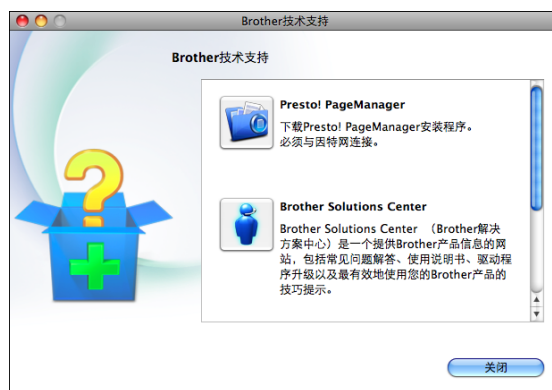 Brother技术支持
Brother技术支持
Presto! PageManager
下载Presto! PageManager安装程序。
必须与因特网连接。
Brother Solutions Center
Brother Solutions Center （Brother解决
方案中心）是一个提供Brother产品信息的网
站，包括常见问题解答、使用说明书、驱动程
序升级以及最有效地使用您的Brother产品的
技巧提示。
关闭